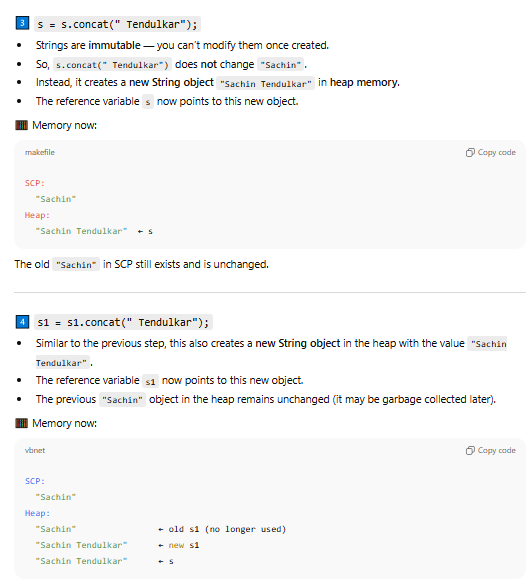 3 s = s.concat(" Tendulkar");
• Strings are immutable — you can't modify them once created.
• So, s.concat(" Tendulkar") does not change "Sachin".
• Instead, it creates a new String object "Sachin Tendulkar" in heap memory.
• The reference variable s now points to this new object.
Memory now:
makefile Copy code
SCP:
"Sachin"
Heap:
"Sachin Tendulkar" ← s
The old "Sachin" in SCP still exists and is unchanged.
4 s1 = s1.concat(" Tendulkar");
• Similar to the previous step, this also creates a new String object in the heap with the value "Sachin
Tendulkar".
• The reference variable s1 now points to this new object.
• The previous "Sachin" object in the heap remains unchanged (it may be garbage collected later).
Memory now:
vbnet Copy code
SCP:
"Sachin"
Heap:
"Sachin" ← old s1 (no longer used)
"Sachin Tendulkar" ← new s1
"Sachin Tendulkar" ← s